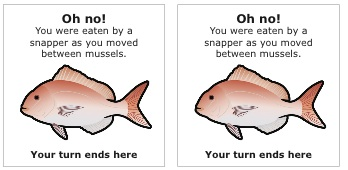 Oh no!
You were eaten by a
snapper as you moved
between mussels.
Your turn ends here
Oh no!
You were eaten by a
snapper as you moved
between mussels.
Your turn ends here